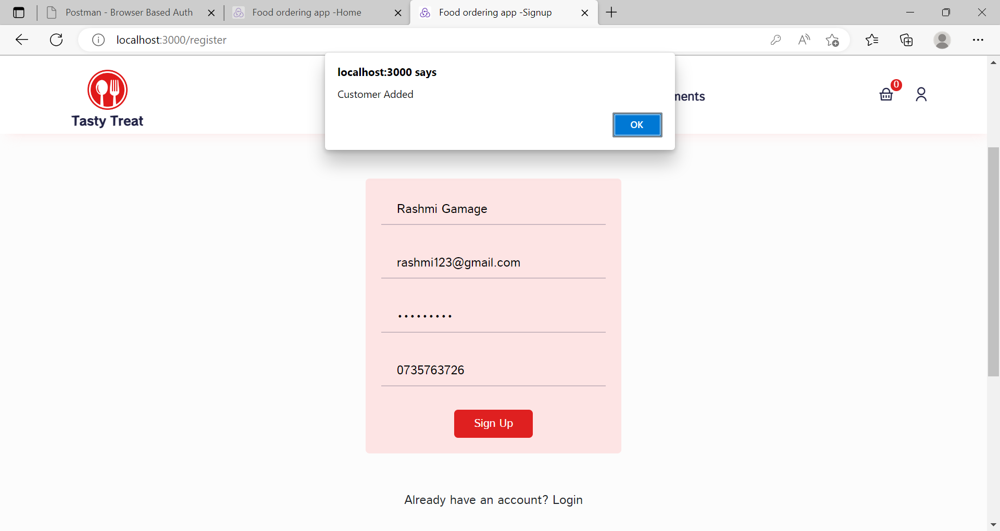 Postman - Browser Based Auth
Food ordering app -Home
Food ordering app -Signup
localhost:3000/register
localhost:3000 says
Customer Added
OK
Tasty Treat
ments
0
Rashmi Gamage
rashmi123@gmail.com
•••••••••
0735763726
Sign Up
Already have an account? Login